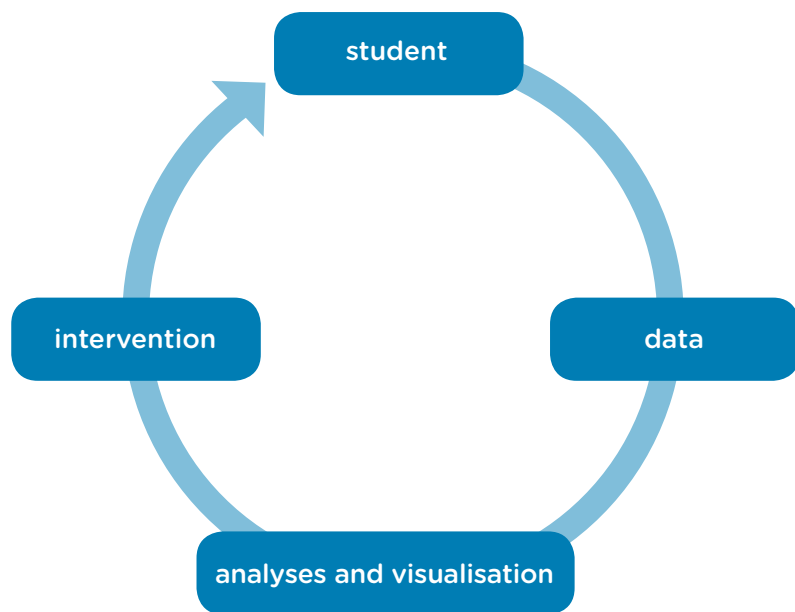 student
data
analyses and visualisation
intervention